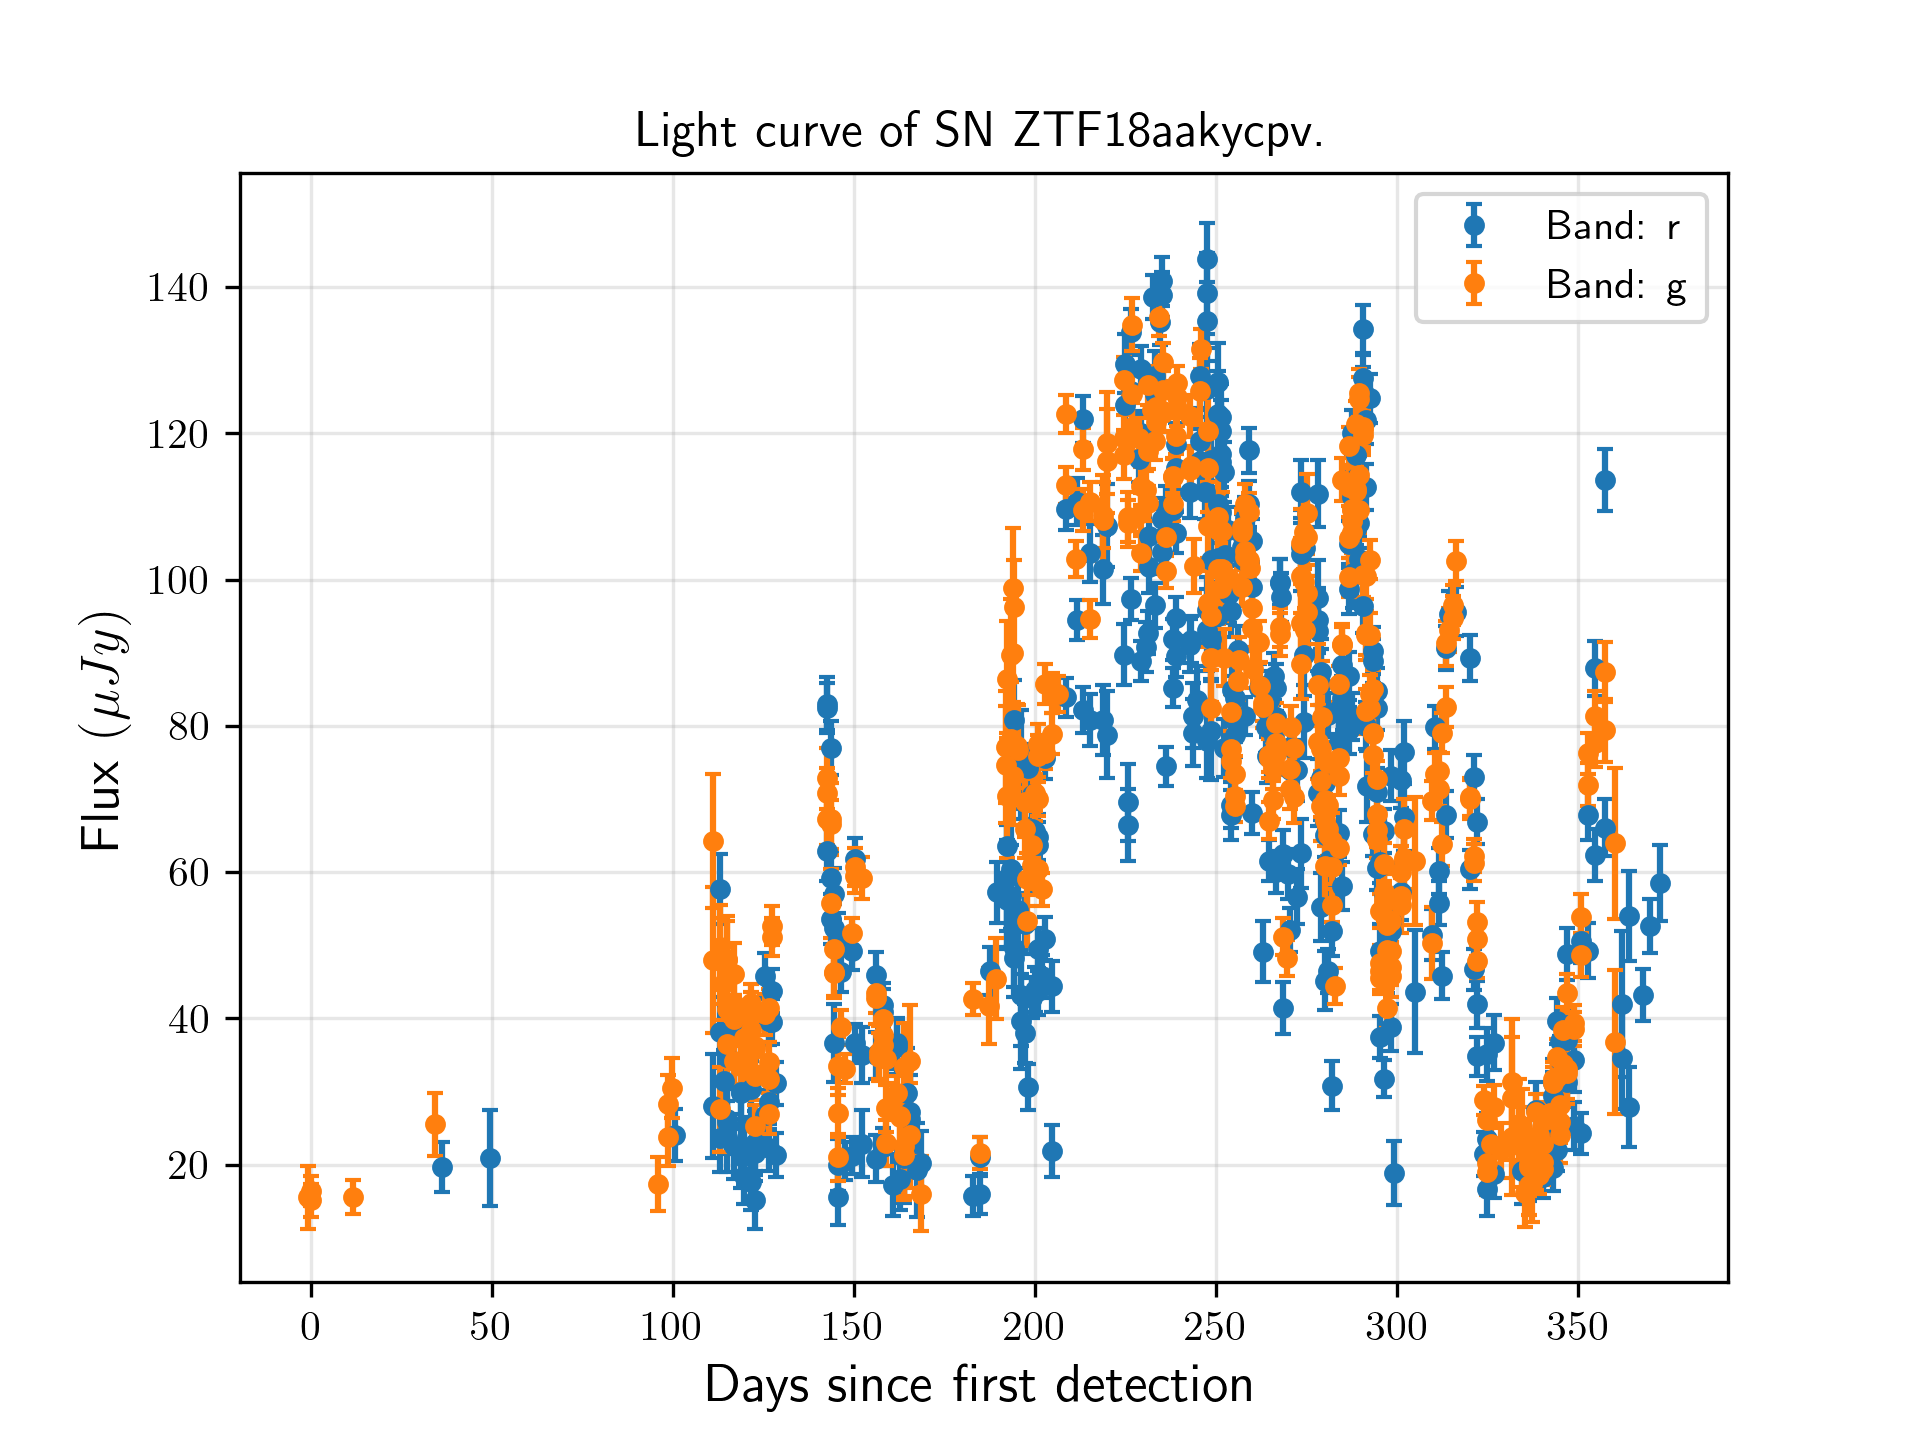 Light curve of SN ZTF18aakycpv.
Band: r
Band: g
Flux (μJy)
140
120
100
80
60
40
20
0 50 100 150 200 250 300 350
Days since first detection